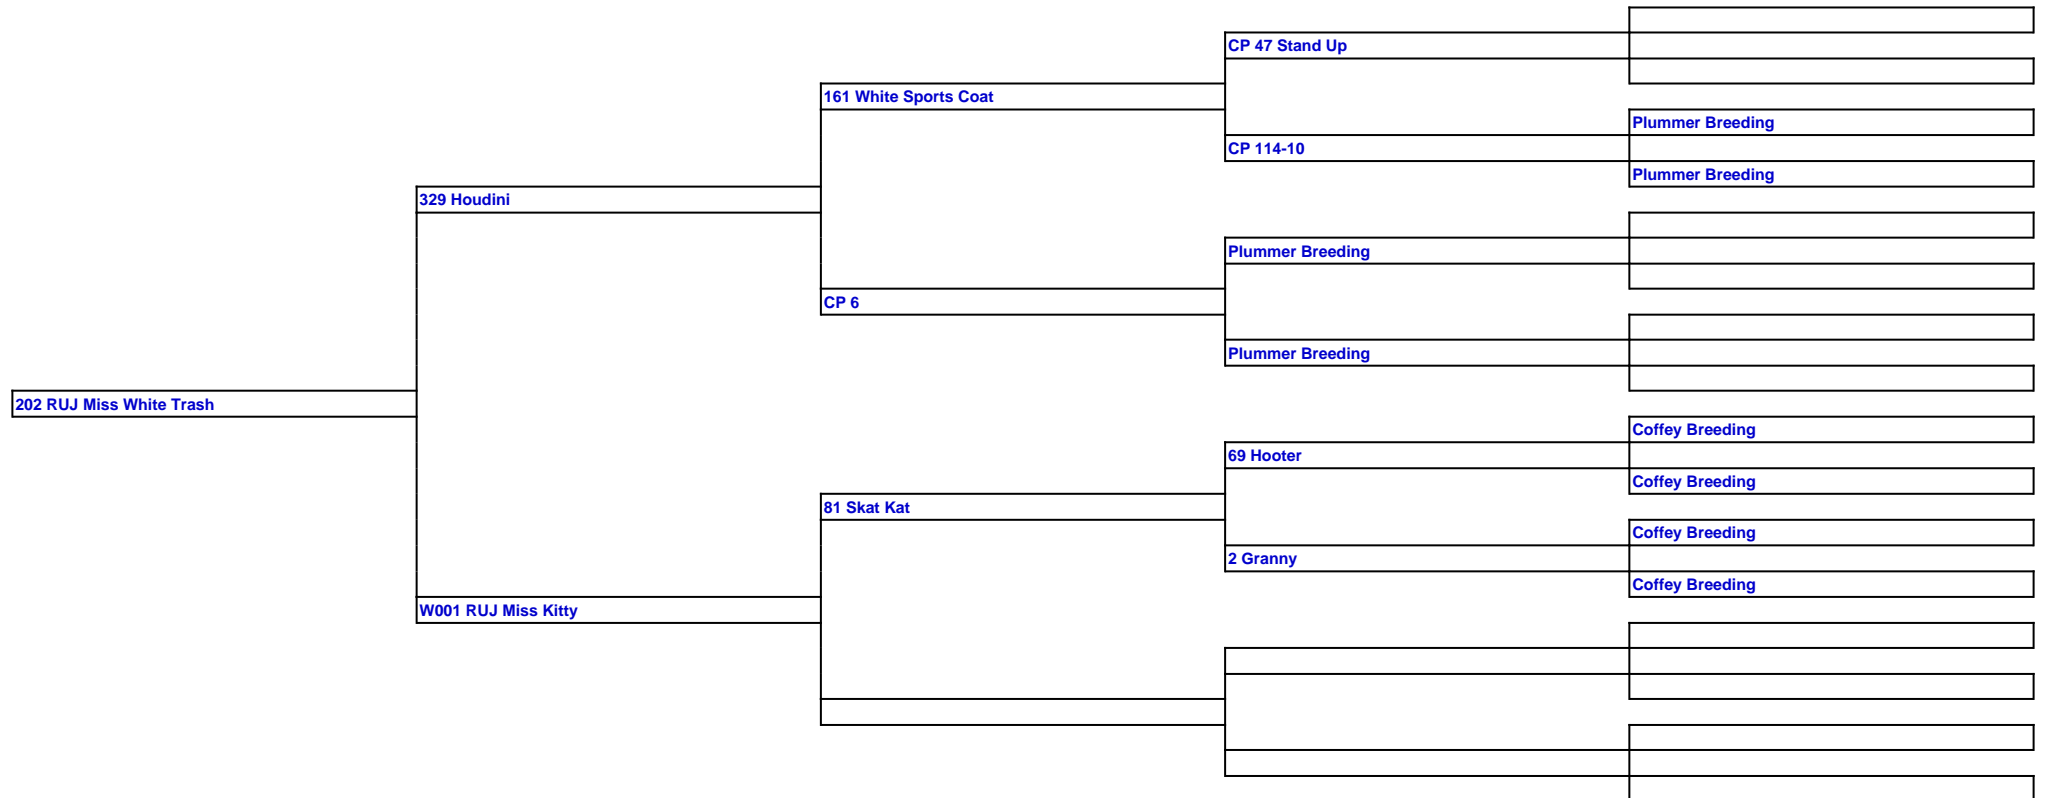 CP 47 Stand Up
161 White Sports Coat
Plummer Breeding
CP 114-10
Plummer Breeding
329 Houdini
Plummer Breeding
CP 6
Plummer Breeding
202 RUJ Miss White Trash
Coffey Breeding
69 Hooter
Coffey Breeding
81 Skat Kat
Coffey Breeding
2 Granny
Coffey Breeding
W001 RUJ Miss Kitty